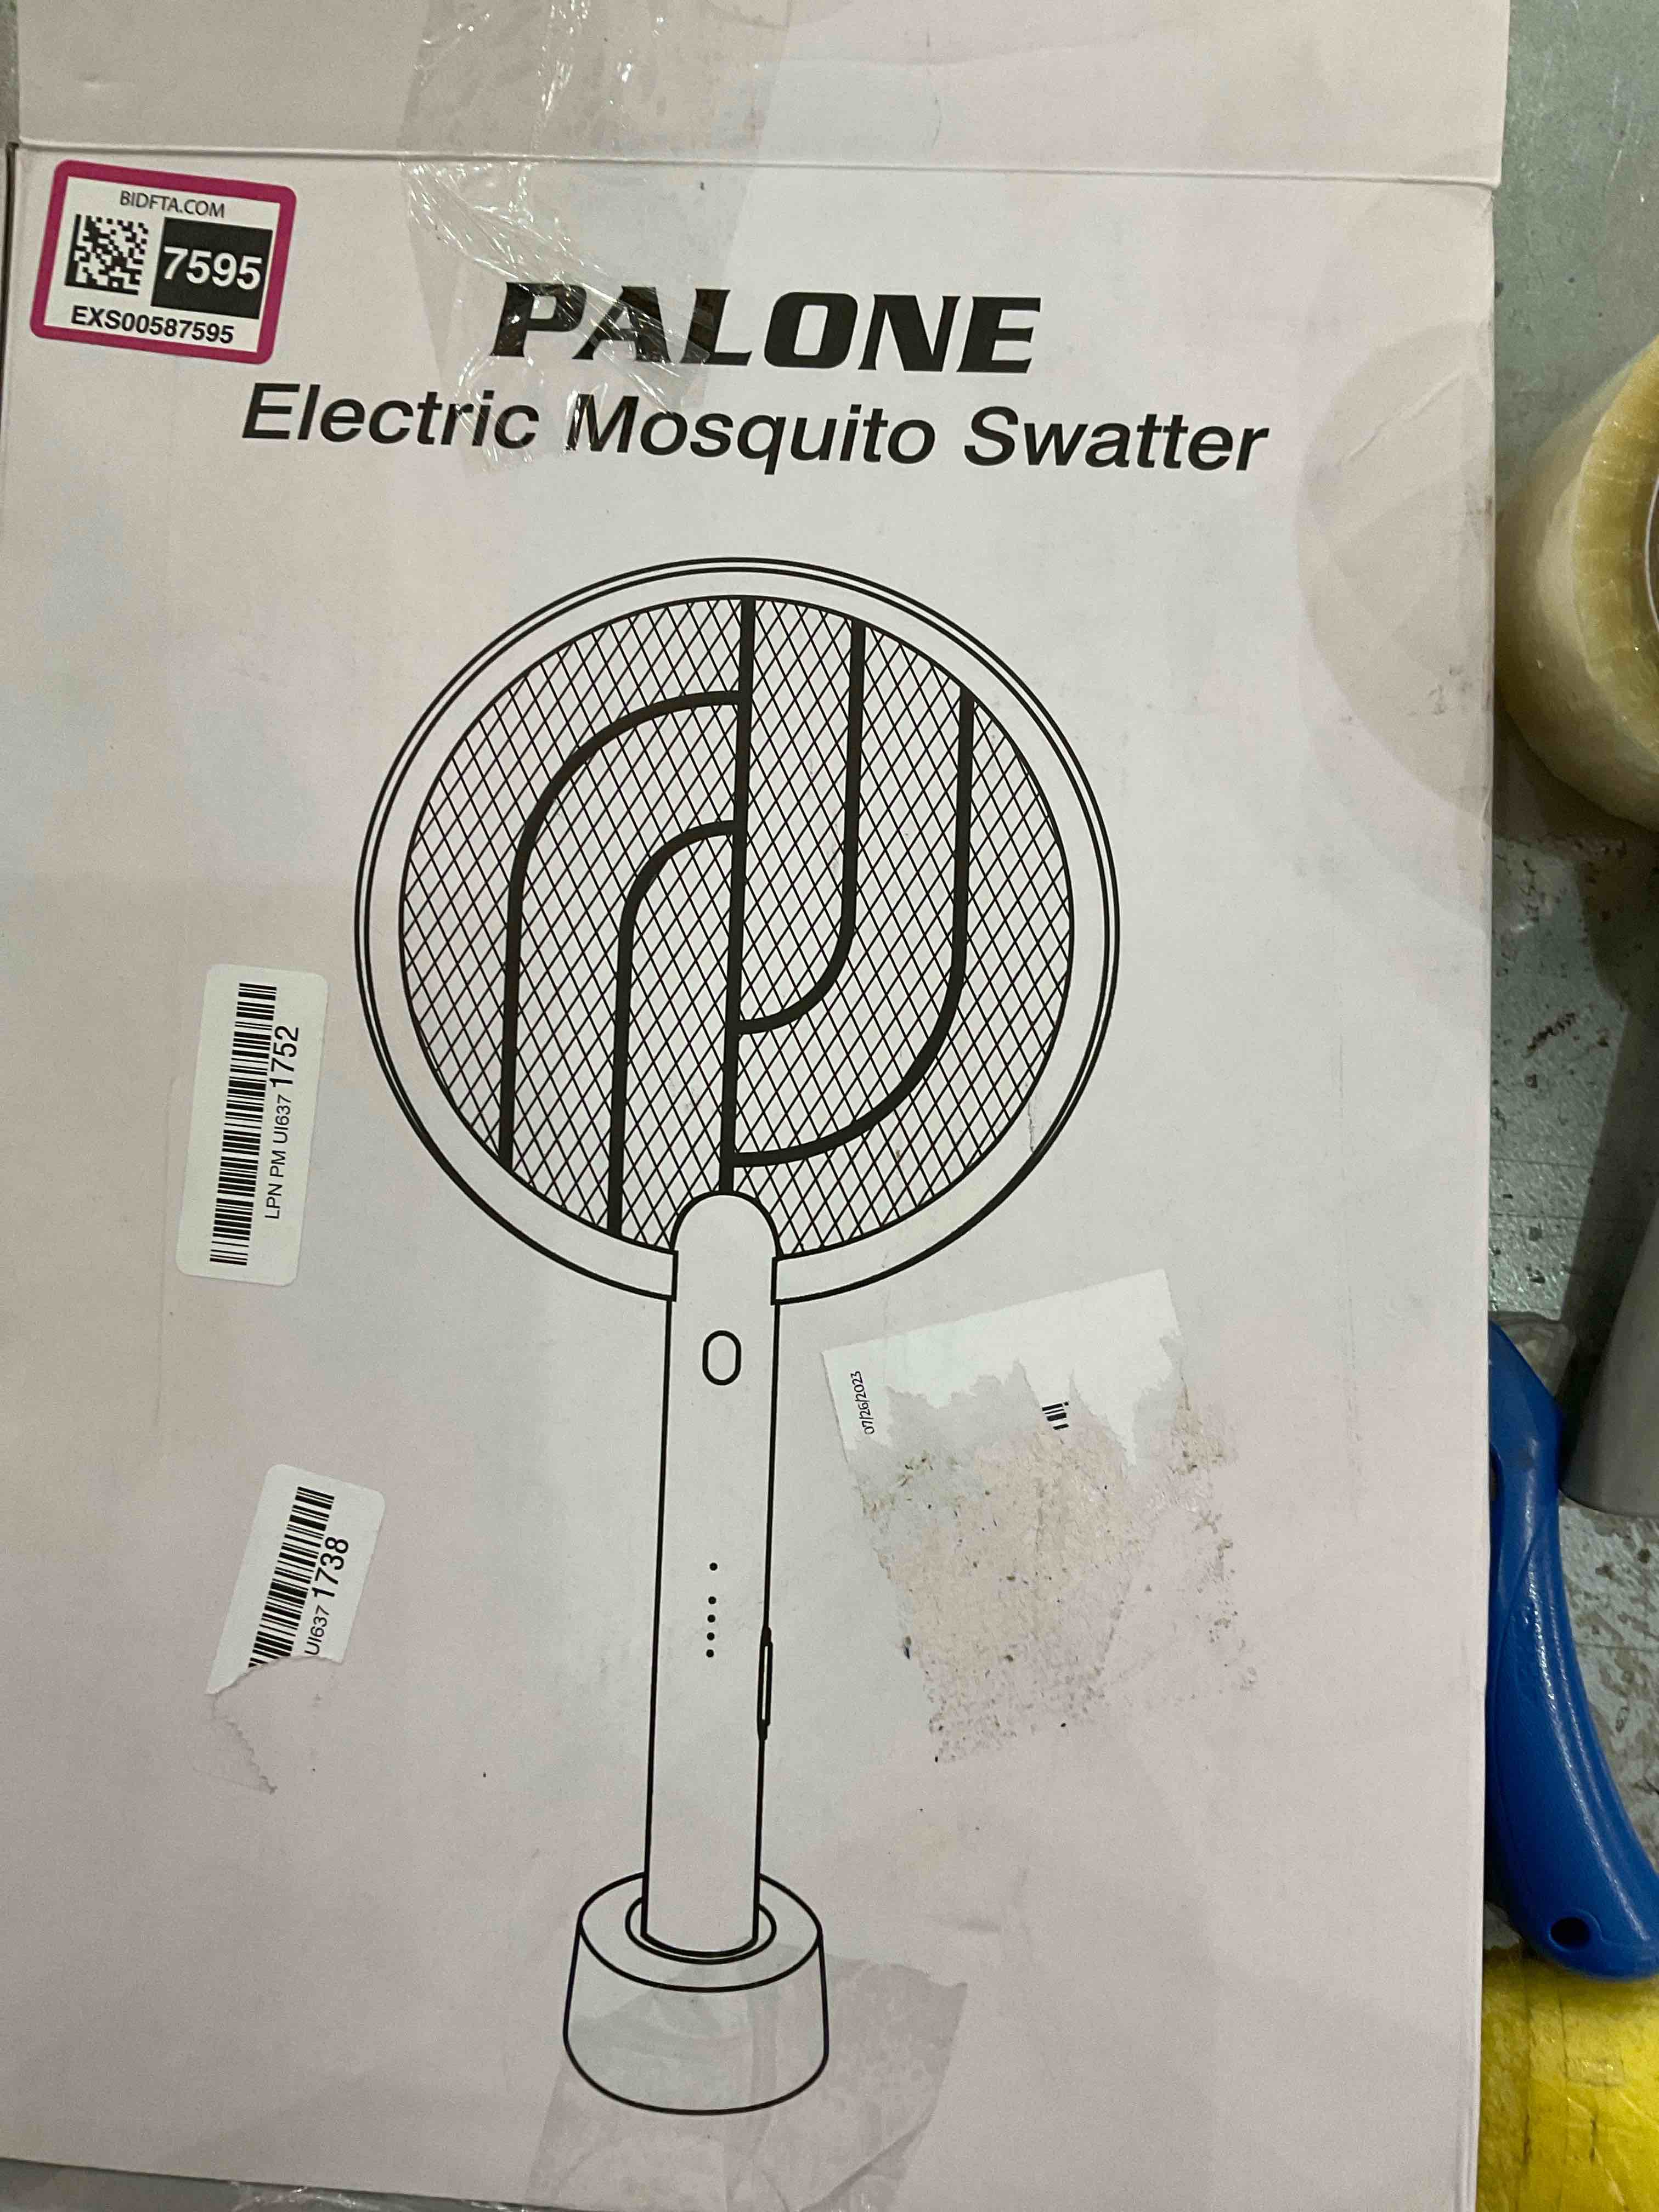 BIDFTA.COM
7595
EXS00587595
PALONE
Electric Mosquito Swatter
LPN PM UI637 1752
07/26/2023
UI637 1738